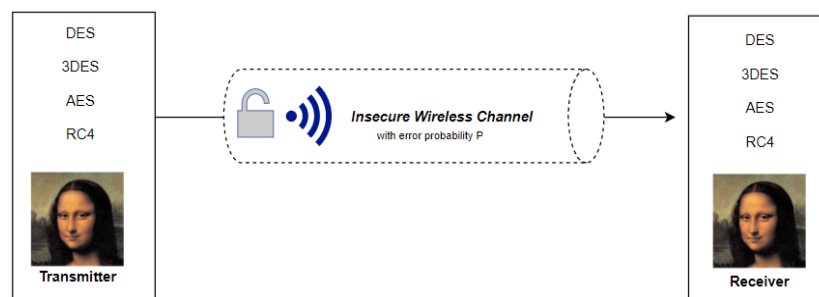 DES
3DES
AES
RC4
Transmitter
Insecure Wireless Channel
with error probability P
DES
3DES
AES
RC4
Receiver